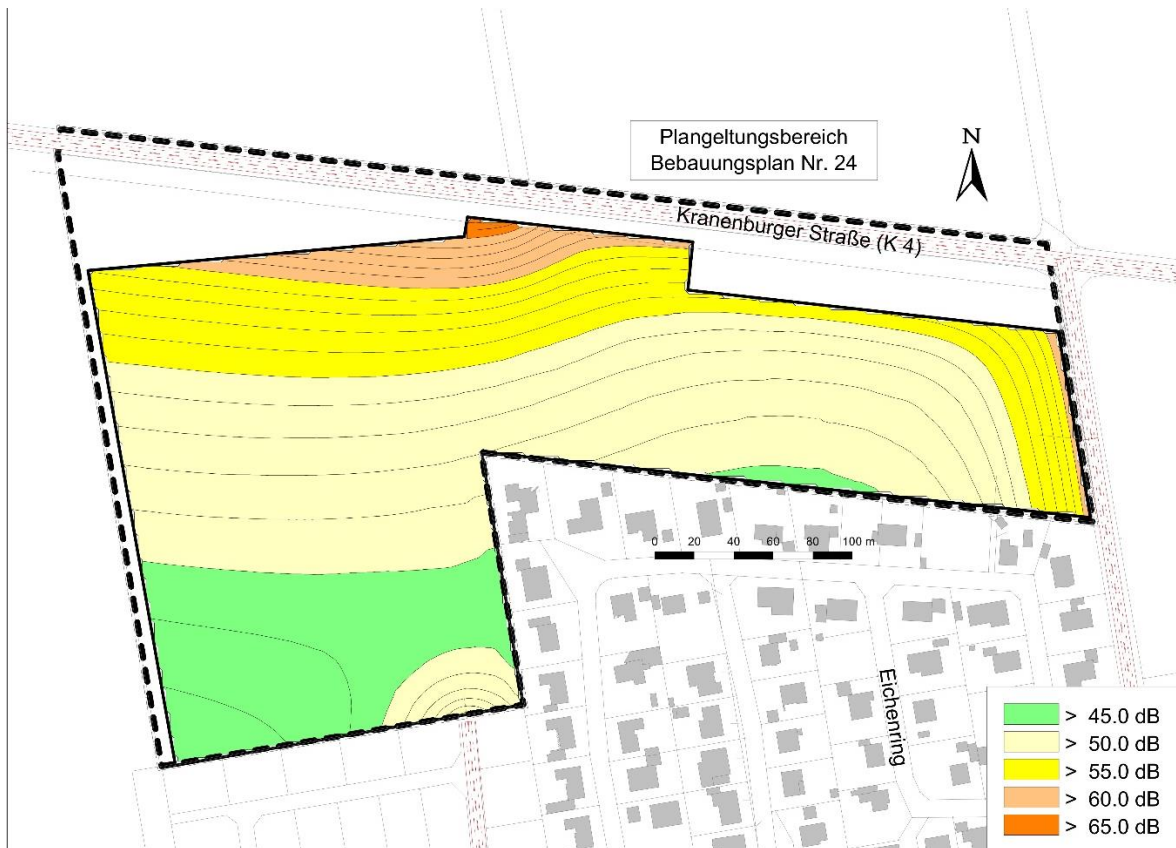 Plangeltungsbereich
Bebauungsplan Nr. 24
N
Kranenburger Straße (K 4)
0 20 40 60 80 100 m
Eichenring
> 45.0 dB
> 50.0 dB
> 55.0 dB
> 60.0 dB
> 65.0 dB